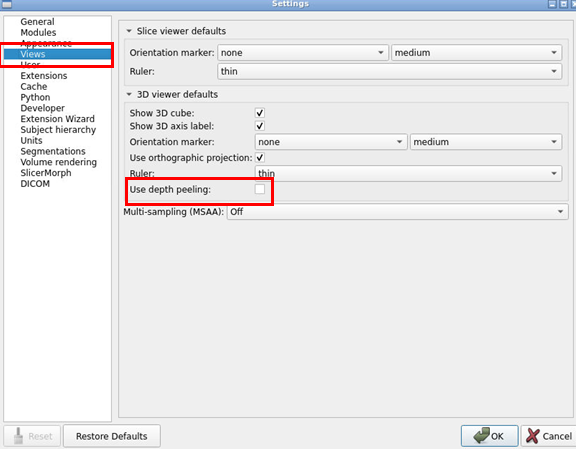 Settings
General
Modules
Appearance
Views
User
Extensions
Cache
Python
Developer
Extension Wizard
Subject hierarchy
Units
Segmentations
Volume rendering
SlicerMorph
DICOM
Slice viewer defaults
Orientation marker: none medium
Ruler: thin
3D viewer defaults
Show 3D cube:
Show 3D axis label:
Orientation marker: none medium
Use orthographic projection:
Ruler: thin
Use depth peeling:
Multi-sampling (MSAA): Off
Reset Restore Defaults OK Cancel